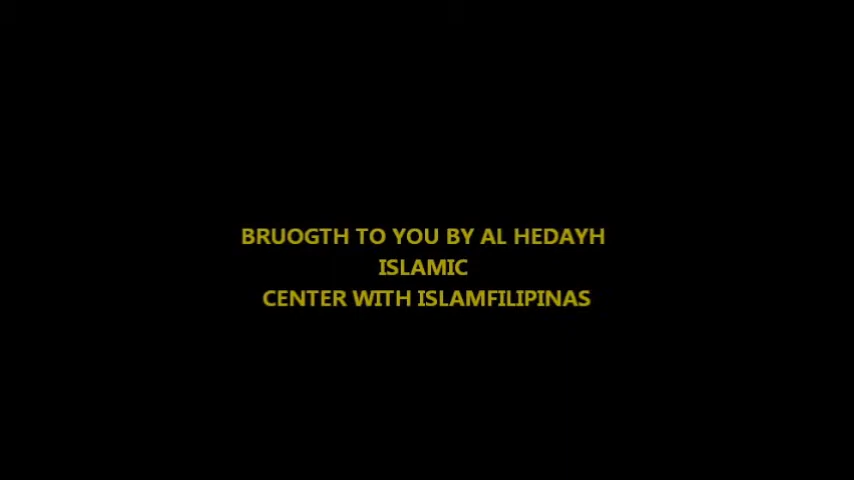 BRUOGTH TO YOU BY AL HEDAYH
ISLAMIC
CENTER WITH ISLAMFILIPINAS